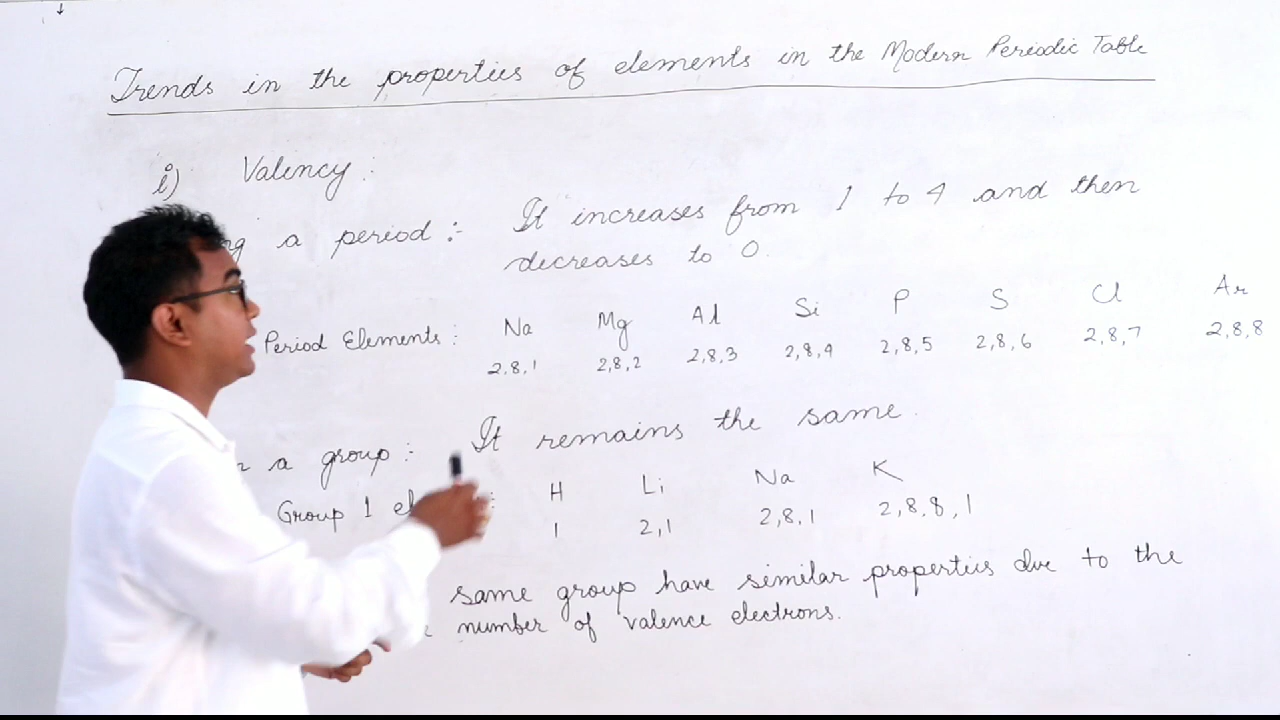 Trends in the properties of elements in the Modern Periodic Table
i) Valency :
a period :- It increases from 1 to 4 and then
decreases to 0.
Period Elements : Na Mg Al Si P S Cl Ar
2,8,1 2,8,2 2,8,3 2,8,4 2,8,5 2,8,6 2,8,7 2,8,8
a group :- It remains the same.
Group 1 H Li Na K
1 2,1 2,8,1 2,8,8,1
same group have similar properties due to the
number of valence electrons.